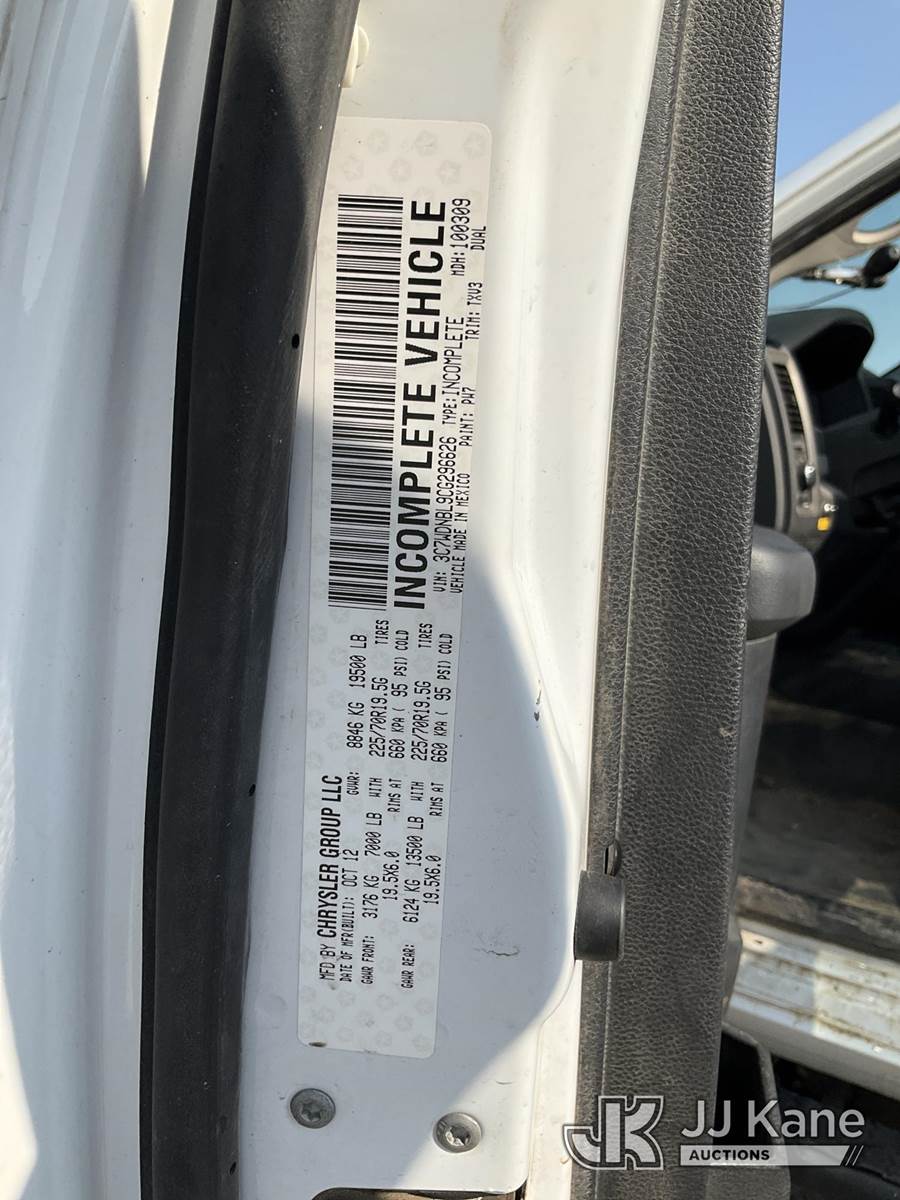 MFD BY CHRYSLER GROUP LLC
DATE OF MFR(BUILT): OCT 12 GVWR: 8846 KG 19500 LB
GAWR FRONT: 3176 KG 7000 LB WITH 225/70R19.5G TIRES
19.5X6.0 RIMS AT 660 KPA ( 95 PSI) COLD
GAWR REAR: 6124 KG 13500 LB WITH 225/70R19.5G TIRES
19.5X6.0 RIMS AT 660 KPA ( 95 PSI) COLD
INCOMPLETE VEHICLE
VIN: 3C7WDNBL9CG296626 TYPE:INCOMPLETE MDH:100309
VEHICLE MADE IN MEXICO PAINT: PW7 TRIM: TXV3 DUAL
JK JJ Kane
AUCTIONS